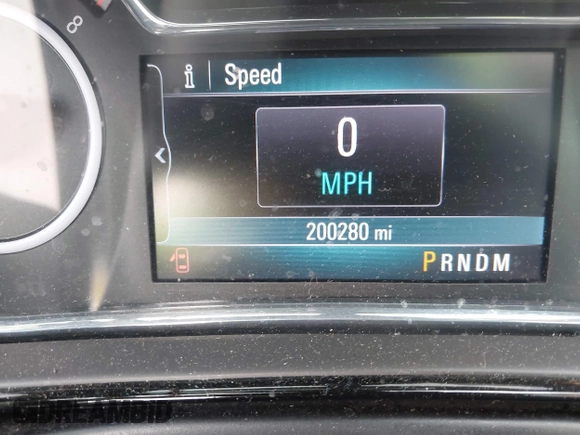 8
i Speed
0
MPH
200280 mi
PRNDM
DREAMBID